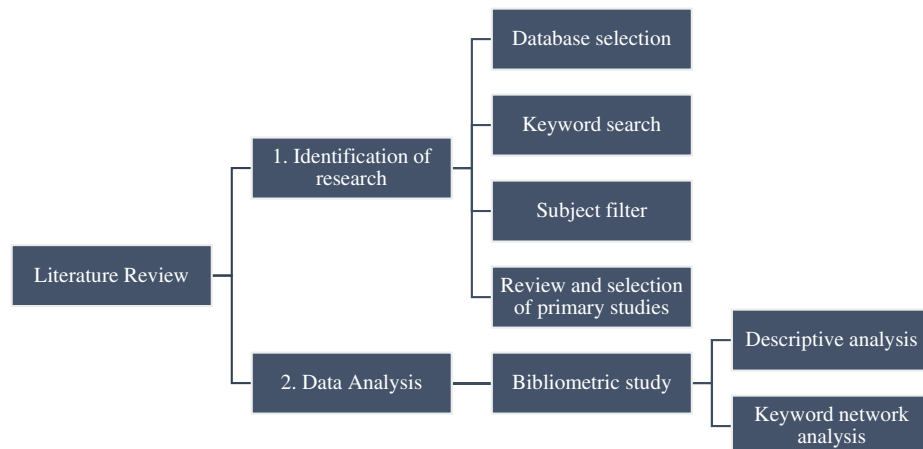 Database selection
Keyword search
1. Identification of
research
Subject filter
Literature Review
Review and selection
of primary studies
Descriptive analysis
2. Data Analysis
Bibliometric study
Keyword network
analysis